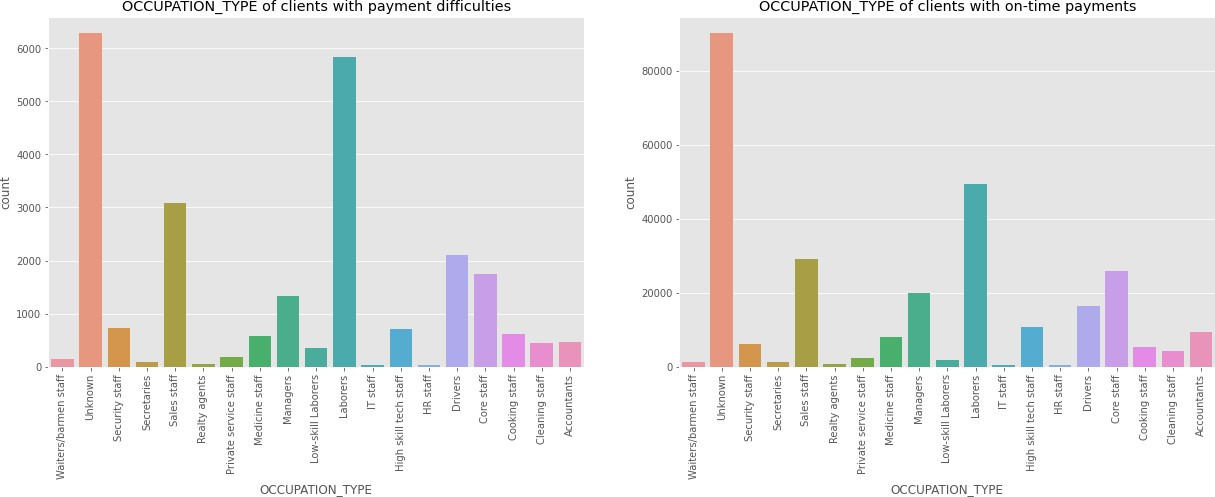 OCCUPATION_TYPE of clients with payment difficulties
6000
5000
4000
3000
2000
1000
0
count
Waiters/barmen staff
Unknown
Security staff
Secretaries
Sales staff
Realty agents
Private service staff
Medicine staff
Managers
Low-skill Laborers
Laborers
IT staff
High skill tech staff
HR staff
Drivers
Core staff
Cooking staff
Cleaning staff
Accountants
OCCUPATION_TYPE
OCCUPATION_TYPE of clients with on-time payments
80000
60000
40000
20000
0
count
Waiters/barmen staff
Unknown
Security staff
Secretaries
Sales staff
Realty agents
Private service staff
Medicine staff
Managers
Low-skill Laborers
Laborers
IT staff
High skill tech staff
HR staff
Drivers
Core staff
Cooking staff
Cleaning staff
Accountants
OCCUPATION_TYPE